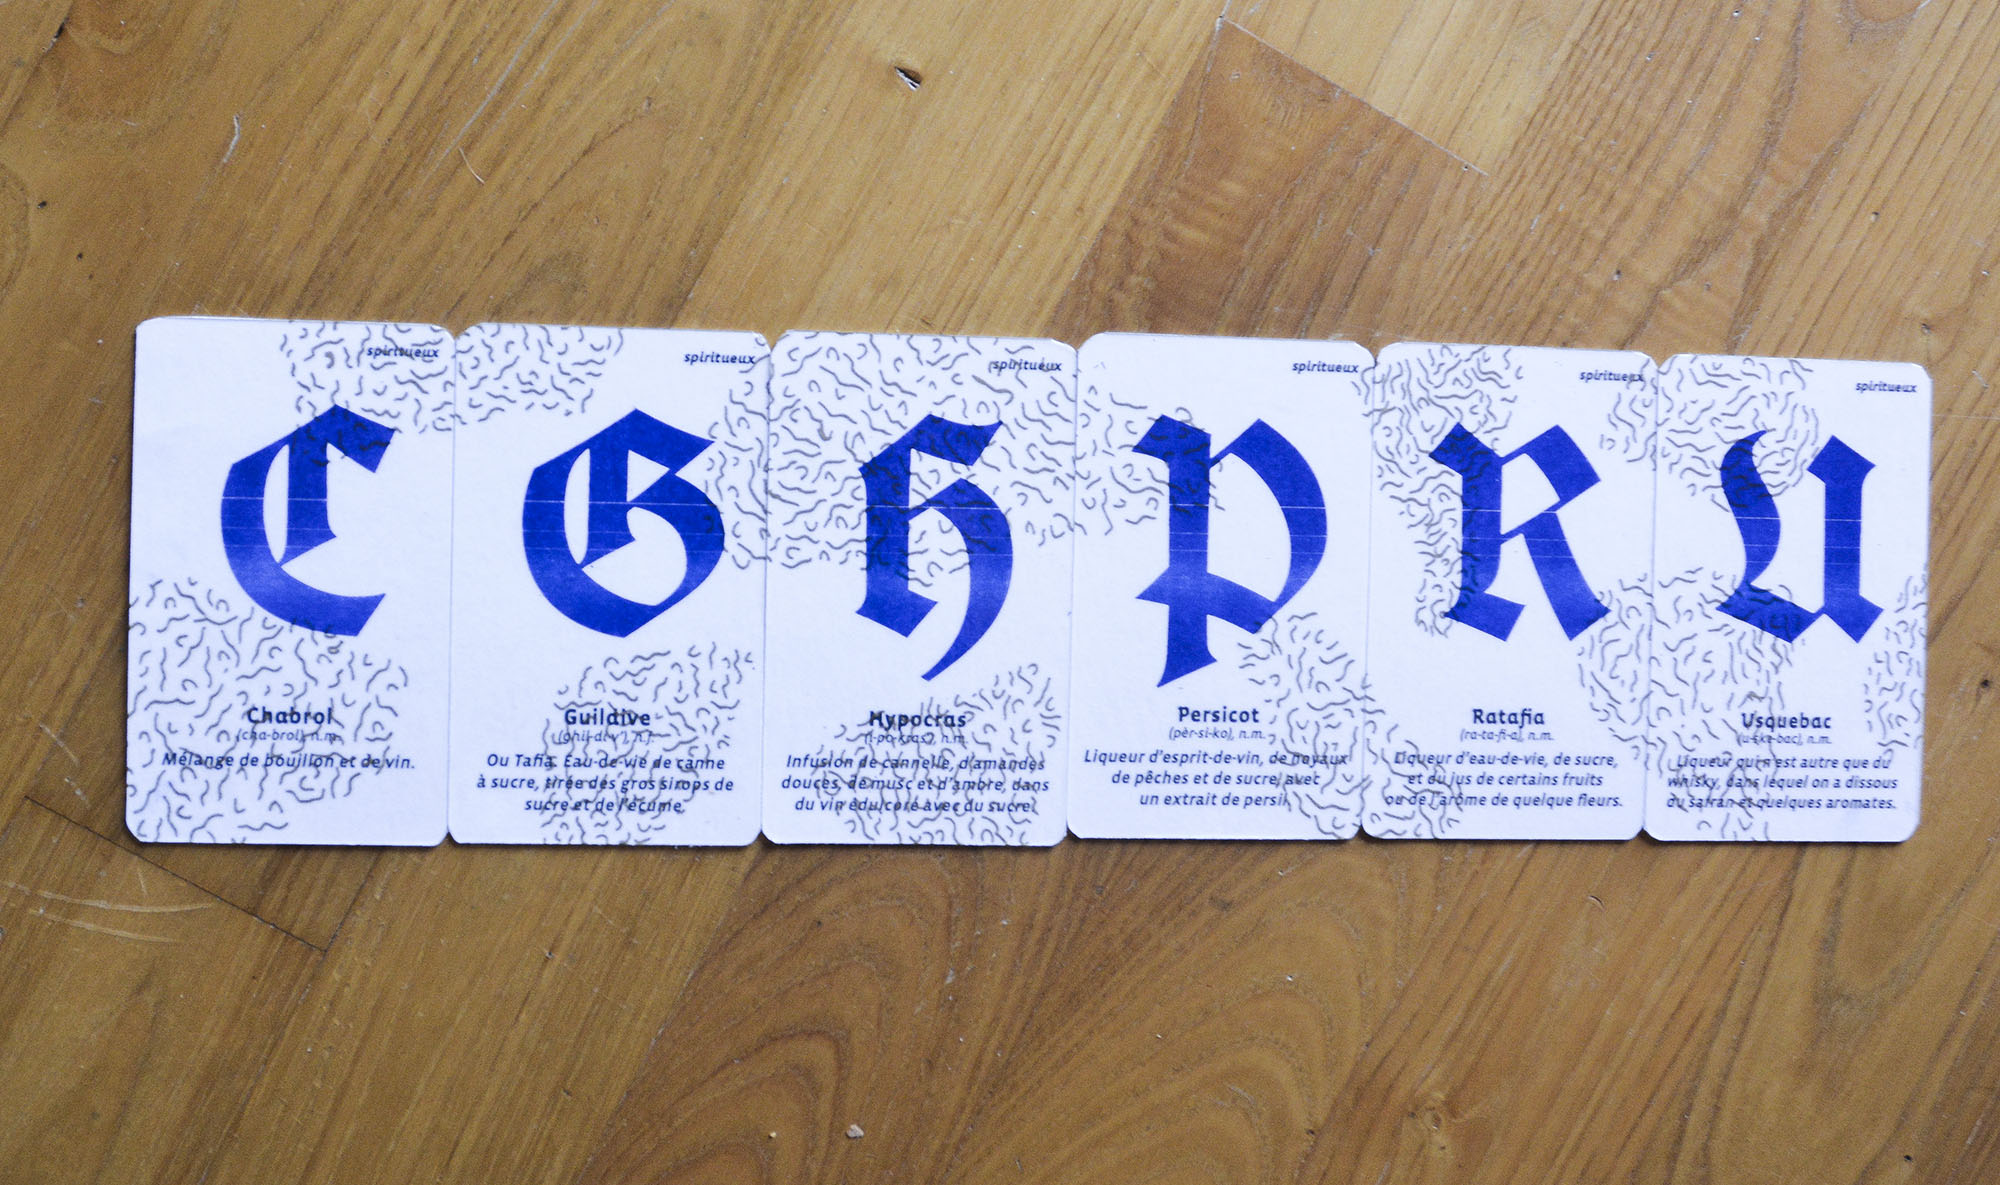 spiritueux
C
Chabrol
(cha-brol), n.m.
Mélange de bouillon et de vin.
spiritueux
G
Guildive
(ghil-di-v'), n.f.
Ou Tafia. Eau-de-vie de canne
à sucre, tirée des gros sirops de
sucre et de l'écume.
spiritueux
H
Hypocras
n.m.
Infusion de cannelle, d'amandes
douces, de musc et d'ambre, dans
du vin édulcoré avec du sucre.
spiritueux
P
Persicot
(pèr-si-ko), n.m.
Liqueur d'esprit-de-vin, de noyaux
de pêches et de sucre, avec
un extrait de persil.
spiritueux
R
Ratafia
(ra-ta-fi-a), n.m.
Liqueur d'eau-de-vie, de sucre,
et du jus de certains fruits
ou de l'arôme de quelque fleurs.
spiritueux
U
Usquebac
(u-ske-bac), n.m.
Liqueur qui n'est autre que du
whisky, dans lequel on a dissous
du safran et quelques aromates.